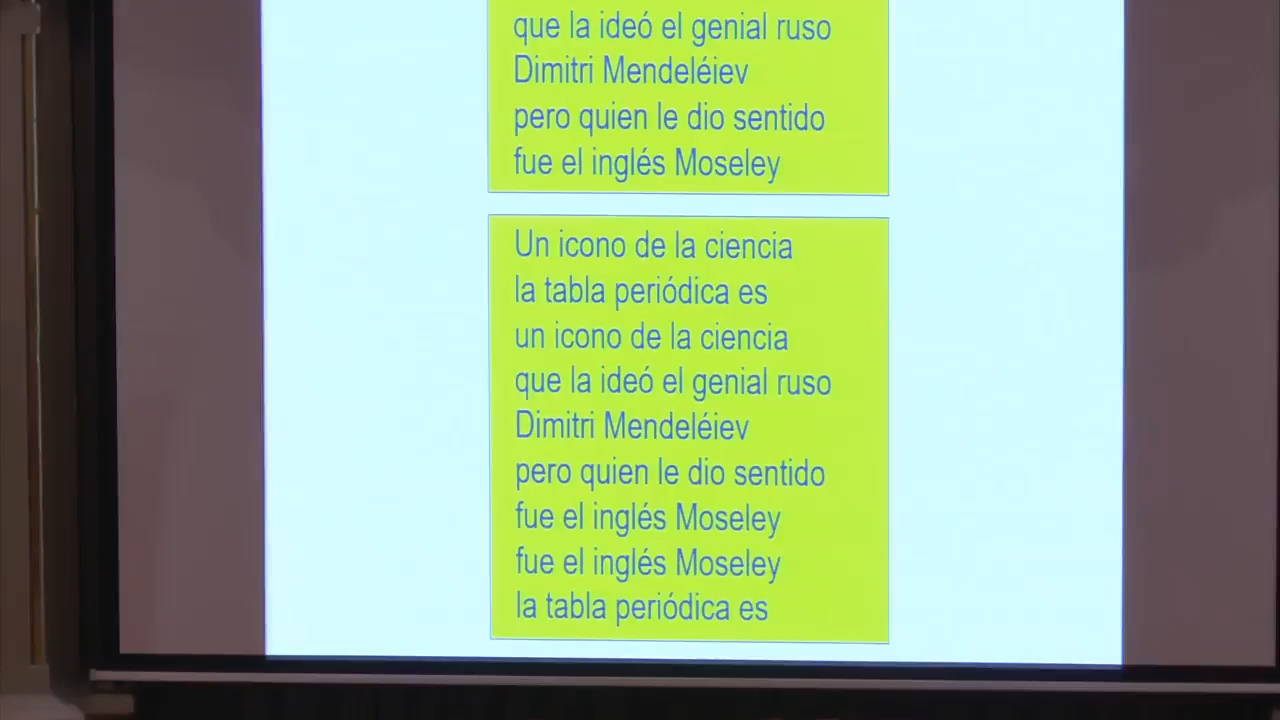 que la ideó el genial ruso
Dimitri Mendeléiev
pero quien le dio sentido
fue el inglés Moseley
Un icono de la ciencia
la tabla periódica es
un icono de la ciencia
que la ideó el genial ruso
Dimitri Mendeléiev
pero quien le dio sentido
fue el inglés Moseley
fue el inglés Moseley
la tabla periódica es